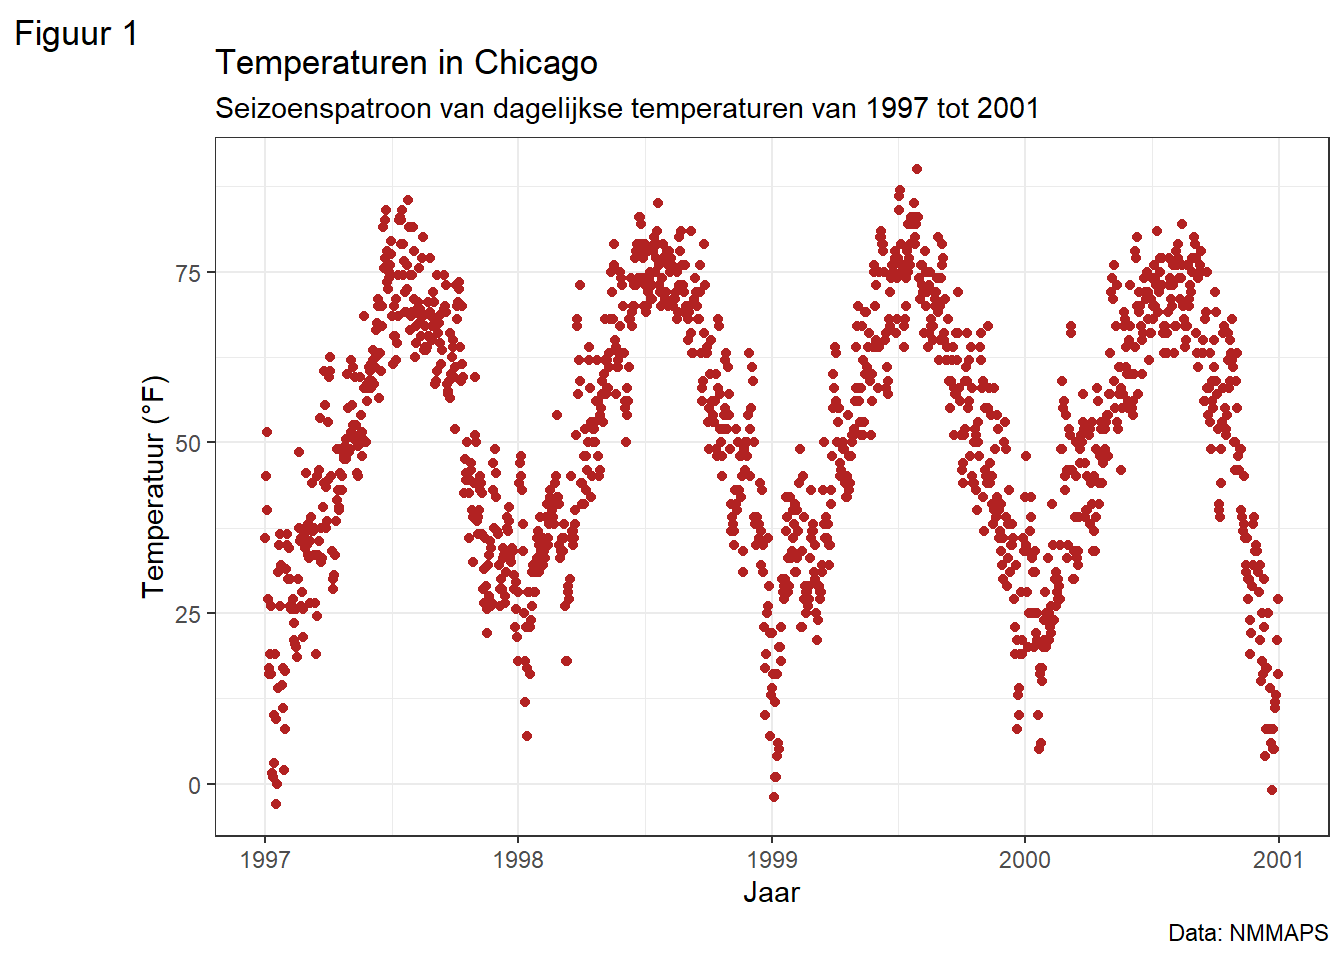 Figuur 1
Temperaturen in Chicago
Seizoenspatroon van dagelijkse temperaturen van 1997 tot 2001
Temperatuur (°F)
75
50
25
0
1997 1998 1999 2000 2001
Jaar
Data: NMMAPS